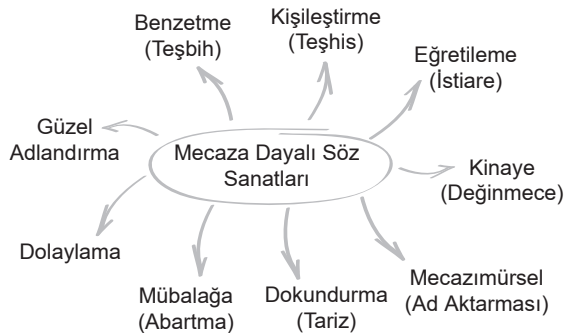 Benzetme
(Teşbih)
Kişileştirme
(Teşhis)
Eğretileme
(İstiare)
Güzel
Adlandırma
Mecaza Dayalı Söz
Sanatları
Kinaye
(Değinmece)
Dolaylama
Mübalağa
(Abartma)
Dokundurma
(Tariz)
Mecazımürsel
(Ad Aktarması)